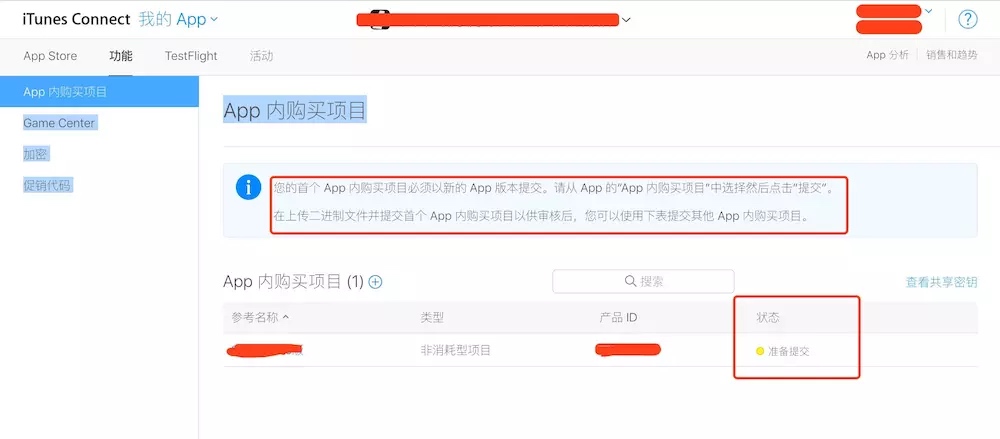 iTunes Connect 我的 App
?
App Store 功能 TestFlight 活动 App 分析 销售和趋势
App 内购买项目
Game Center
加密
促销代码
App 内购买项目
您的首个 App 内购买项目必须以新的 App 版本提交。请从 App 的“App 内购买项目”中选择然后点击“提交”。
在上传二进制文件并提交首个 App 内购买项目以供审核后，您可以使用下表提交其他 App 内购买项目。
App 内购买项目 (1) 搜索 查看共享密钥
参考名称 类型 产品 ID 状态
非消耗型项目 准备提交